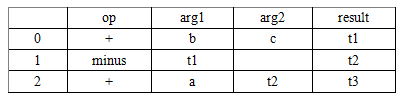 op arg1 arg2 result
0 + b c t1
1 minus t1 t2
2 + a t2 t3